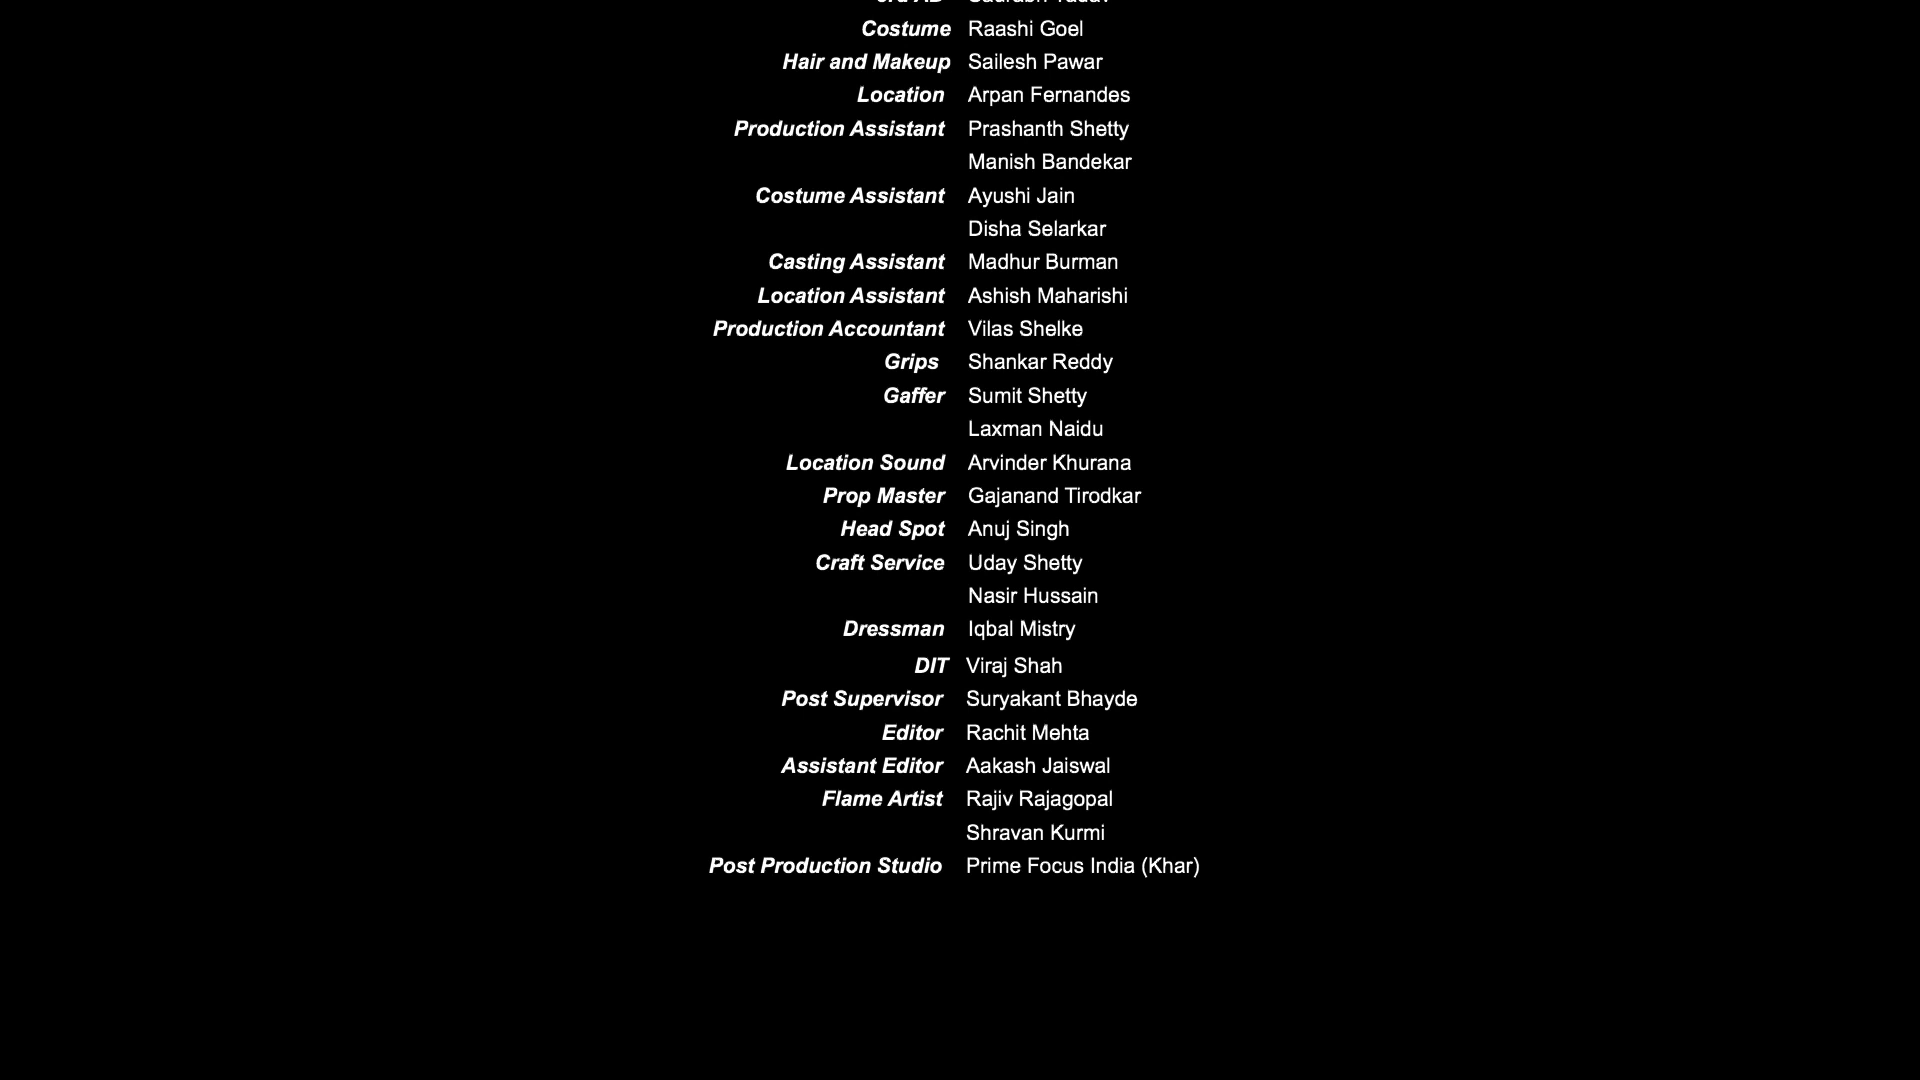 Costume Raashi Goel
Hair and Makeup Sailesh Pawar
Location Arpan Fernandes
Production Assistant Prashanth Shetty
Manish Bandekar
Costume Assistant Ayushi Jain
Disha Selarkar
Casting Assistant Madhur Burman
Location Assistant Ashish Maharishi
Production Accountant Vilas Shelke
Grips Shankar Reddy
Gaffer Sumit Shetty
Laxman Naidu
Location Sound Arvinder Khurana
Prop Master Gajanand Tirodkar
Head Spot Anuj Singh
Craft Service Uday Shetty
Nasir Hussain
Dressman Iqbal Mistry
DIT Viraj Shah
Post Supervisor Suryakant Bhayde
Editor Rachit Mehta
Assistant Editor Aakash Jaiswal
Flame Artist Rajiv Rajagopal
Shravan Kurmi
Post Production Studio Prime Focus India (Khar)